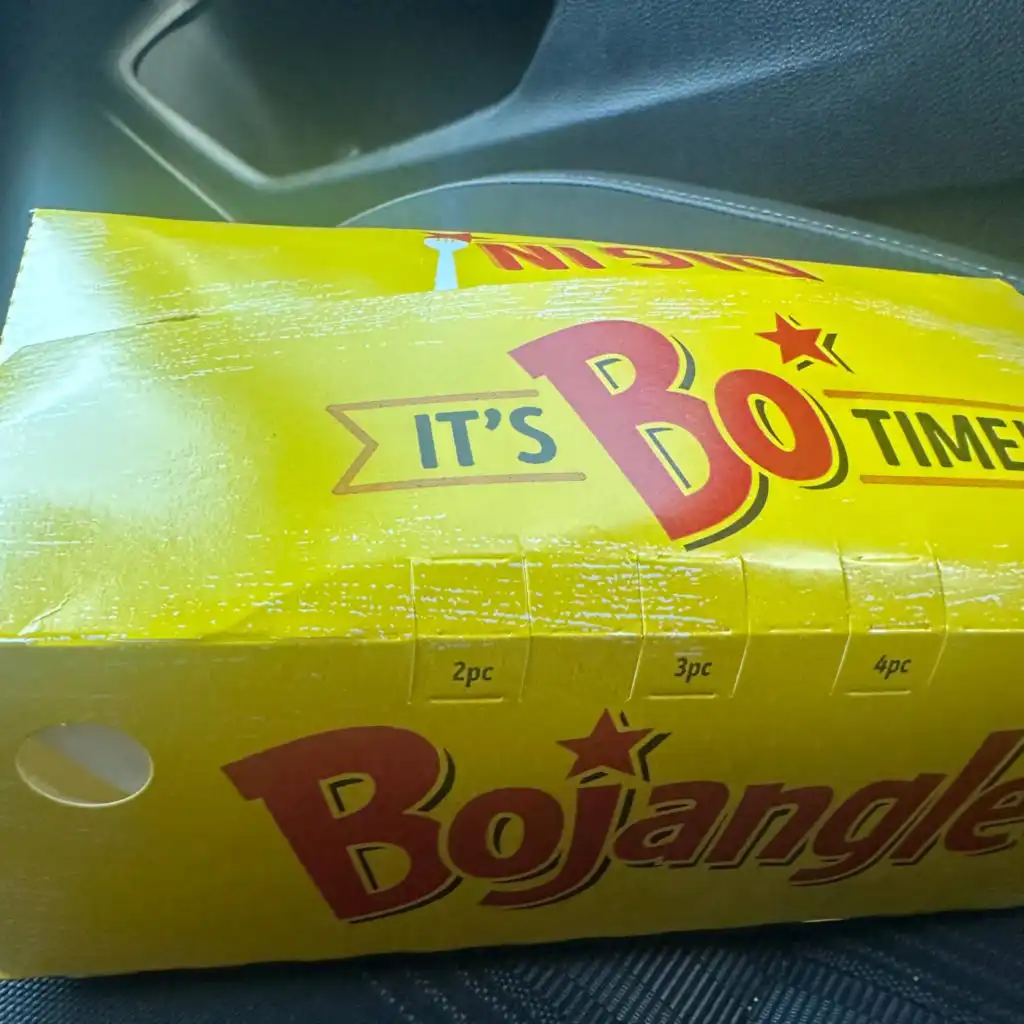 DIG IN
IT'S Bo TIME!
2pc
3pc
4pc
Bojangle